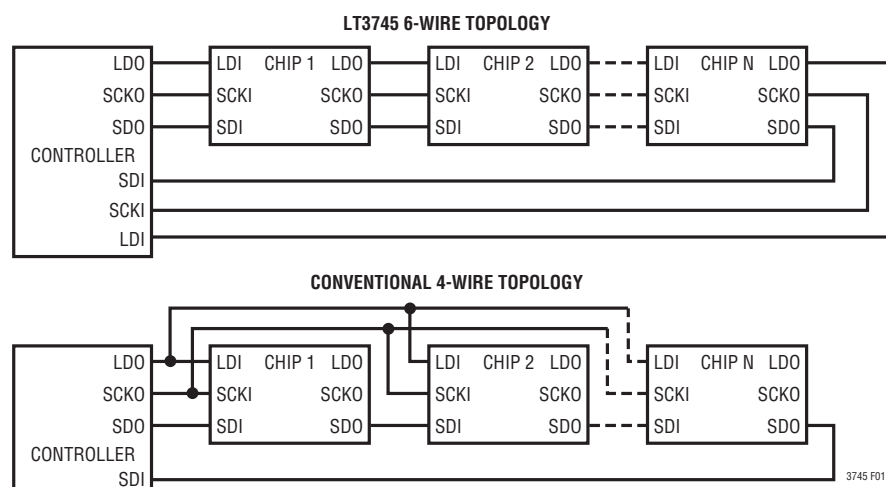 LT3745 6-WIRE TOPOLOGY
LDO LDI CHIP 1 LDO LDI CHIP 2 LDO LDI CHIP N LDO
SCKO SCKI SCKO SCKI SCKO SCKI SCKO
SDO SDI SDO SDI SDO SDI SDO
CONTROLLER
SDI
SCKI
LDI
CONVENTIONAL 4-WIRE TOPOLOGY
LDO LDI CHIP 1 LDO LDI CHIP 2 LDO LDI CHIP N LDO
SCKO SCKI SCKO SCKI SCKO SCKI SCKO
SDO SDI SDO SDI SDO SDI SDO
CONTROLLER
SDI
3745 F01